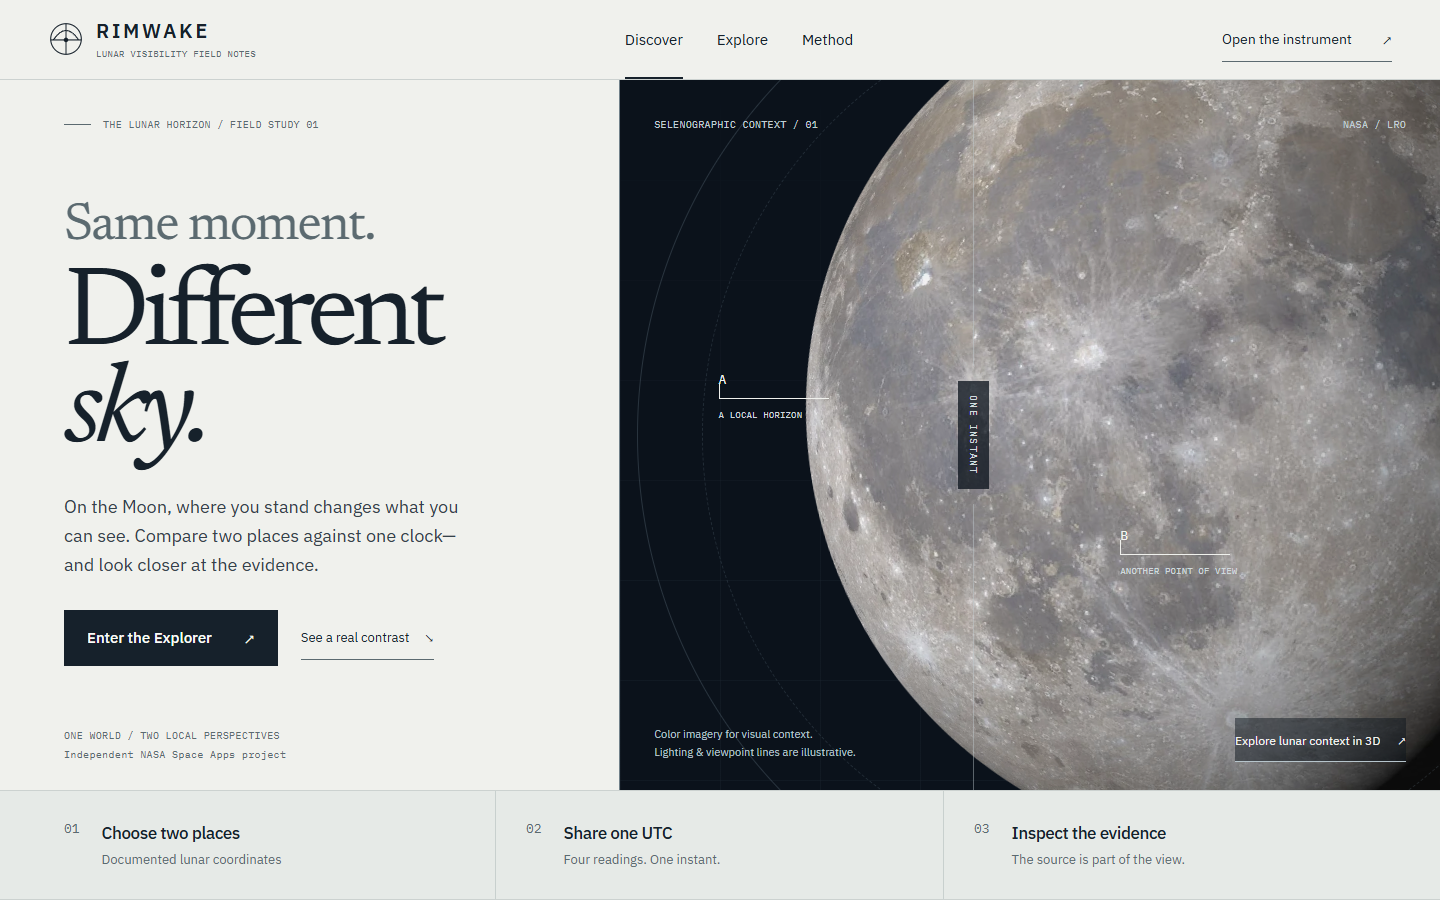 RIMWAKE
LUNAR VISIBILITY FIELD NOTES
Discover
Explore
Method
Open the instrument ↗
THE LUNAR HORIZON / FIELD STUDY 01
Same moment.
Different
sky.
On the Moon, where you stand changes what you
can see. Compare two places against one clock—
and look closer at the evidence.
Enter the Explorer ↗
See a real contrast ↘
ONE WORLD / TWO LOCAL PERSPECTIVES
Independent NASA Space Apps project
SELENOGRAPHIC CONTEXT / 01
NASA / LRO
A
A LOCAL HORIZON
ONE INSTANT
B
ANOTHER POINT OF VIEW
Color imagery for visual context.
Lighting & viewpoint lines are illustrative.
Explore lunar context in 3D ↗
01
Choose two places
Documented lunar coordinates
02
Share one UTC
Four readings. One instant.
03
Inspect the evidence
The source is part of the view.